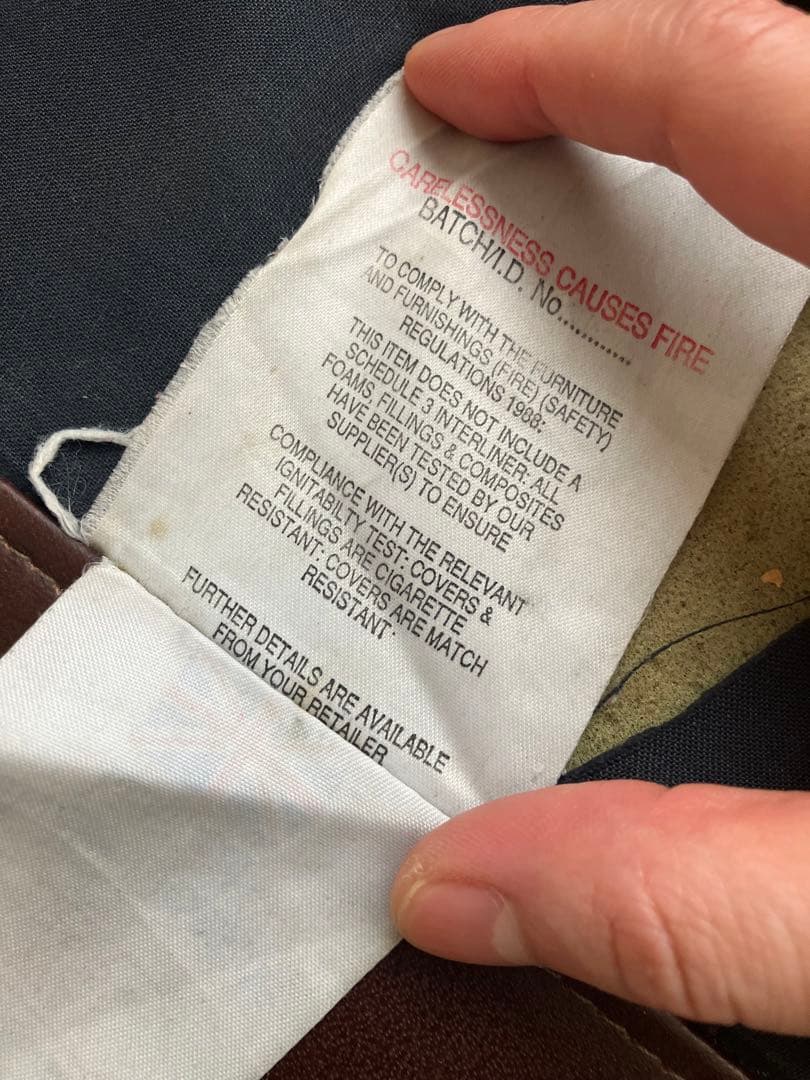 CARELESSNESS CAUSES FIRE
BATCH/I.D. No............
TO COMPLY WITH THE FURNITURE
AND FURNISHINGS (FIRE) (SAFETY)
REGULATIONS 1988:
THIS ITEM DOES NOT INCLUDE A
SCHEDULE 3 INTERLINER. ALL
FOAMS, FILLINGS & COMPOSITES
HAVE BEEN TESTED BY OUR
SUPPLIER(S) TO ENSURE
COMPLIANCE WITH THE RELEVANT
IGNITABILTY TEST: COVERS &
FILLINGS ARE CIGARETTE
RESISTANT: COVERS ARE MATCH
RESISTANT:
FURTHER DETAILS ARE AVAILABLE
FROM YOUR RETAILER